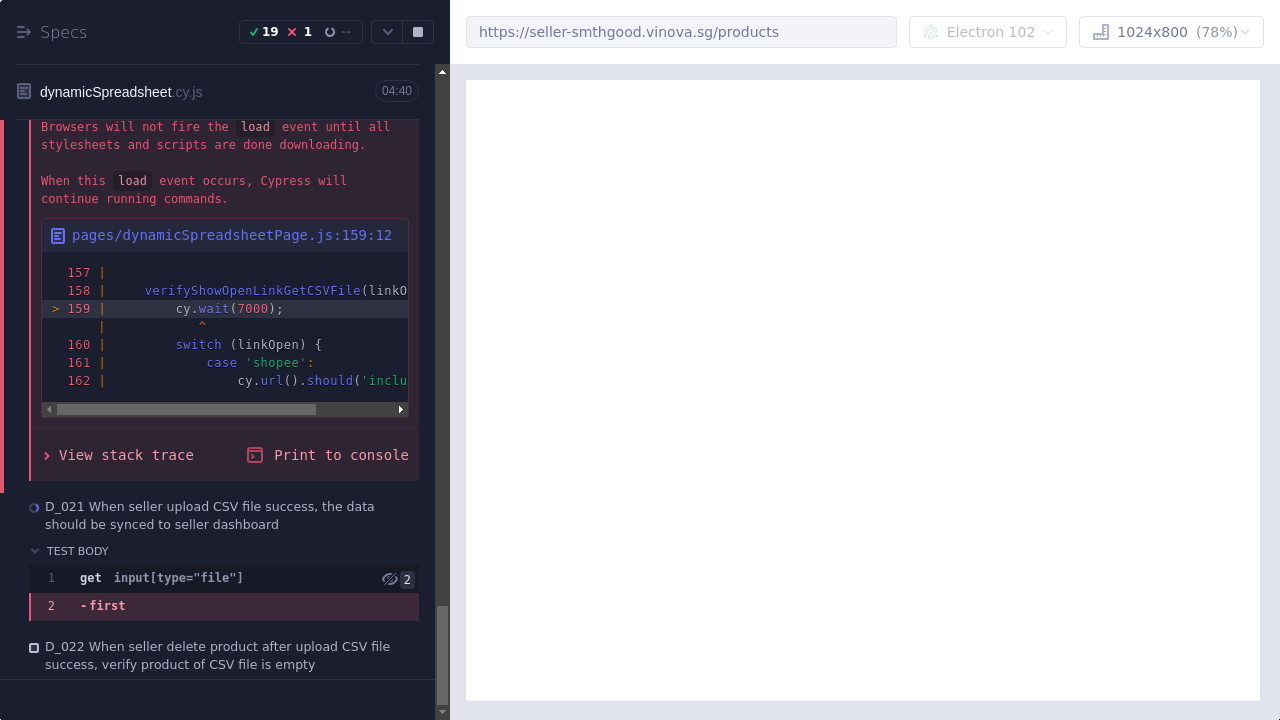 Specs
19
1
--
https://seller-smthgood.vinova.sg/products
Electron 102
1024x800 (78%)
dynamicSpreadsheet.cy.js
04:40
Browsers will not fire the load event until all
stylesheets and scripts are done downloading.
When this load event occurs, Cypress will
continue running commands.
pages/dynamicSpreadsheetPage.js:159:12
157 |
158 | verifyShowOpenLinkGetCSVFile(linkO
> 159 | cy.wait(7000);
| ^
160 | switch (linkOpen) {
161 | case 'shopee':
162 | cy.url().should('inclu
View stack trace
Print to console
D_021 When seller upload CSV file success, the data
should be synced to seller dashboard
TEST BODY
1 get input[type="file"] 2
2 -first
D_022 When seller delete product after upload CSV file
success, verify product of CSV file is empty